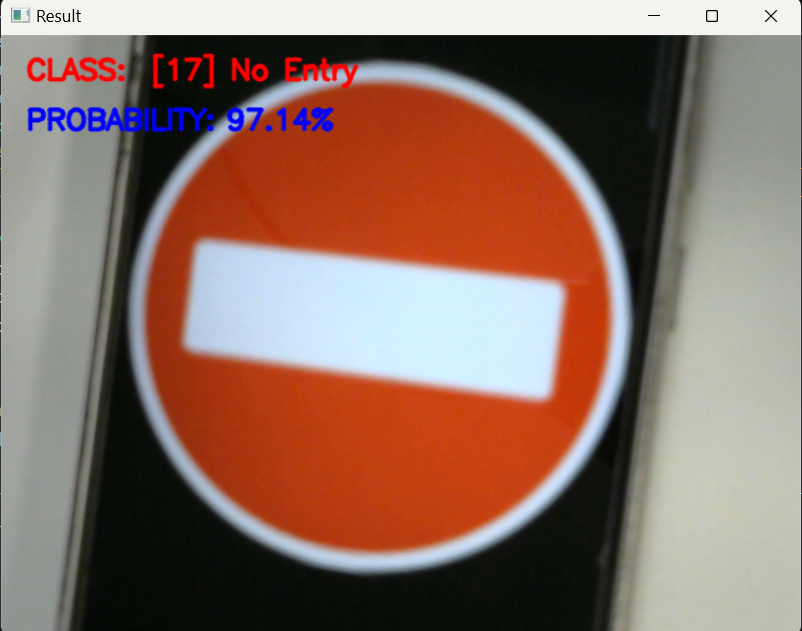 Result
CLASS: [17] No Entry
PROBABILITY: 97.14%